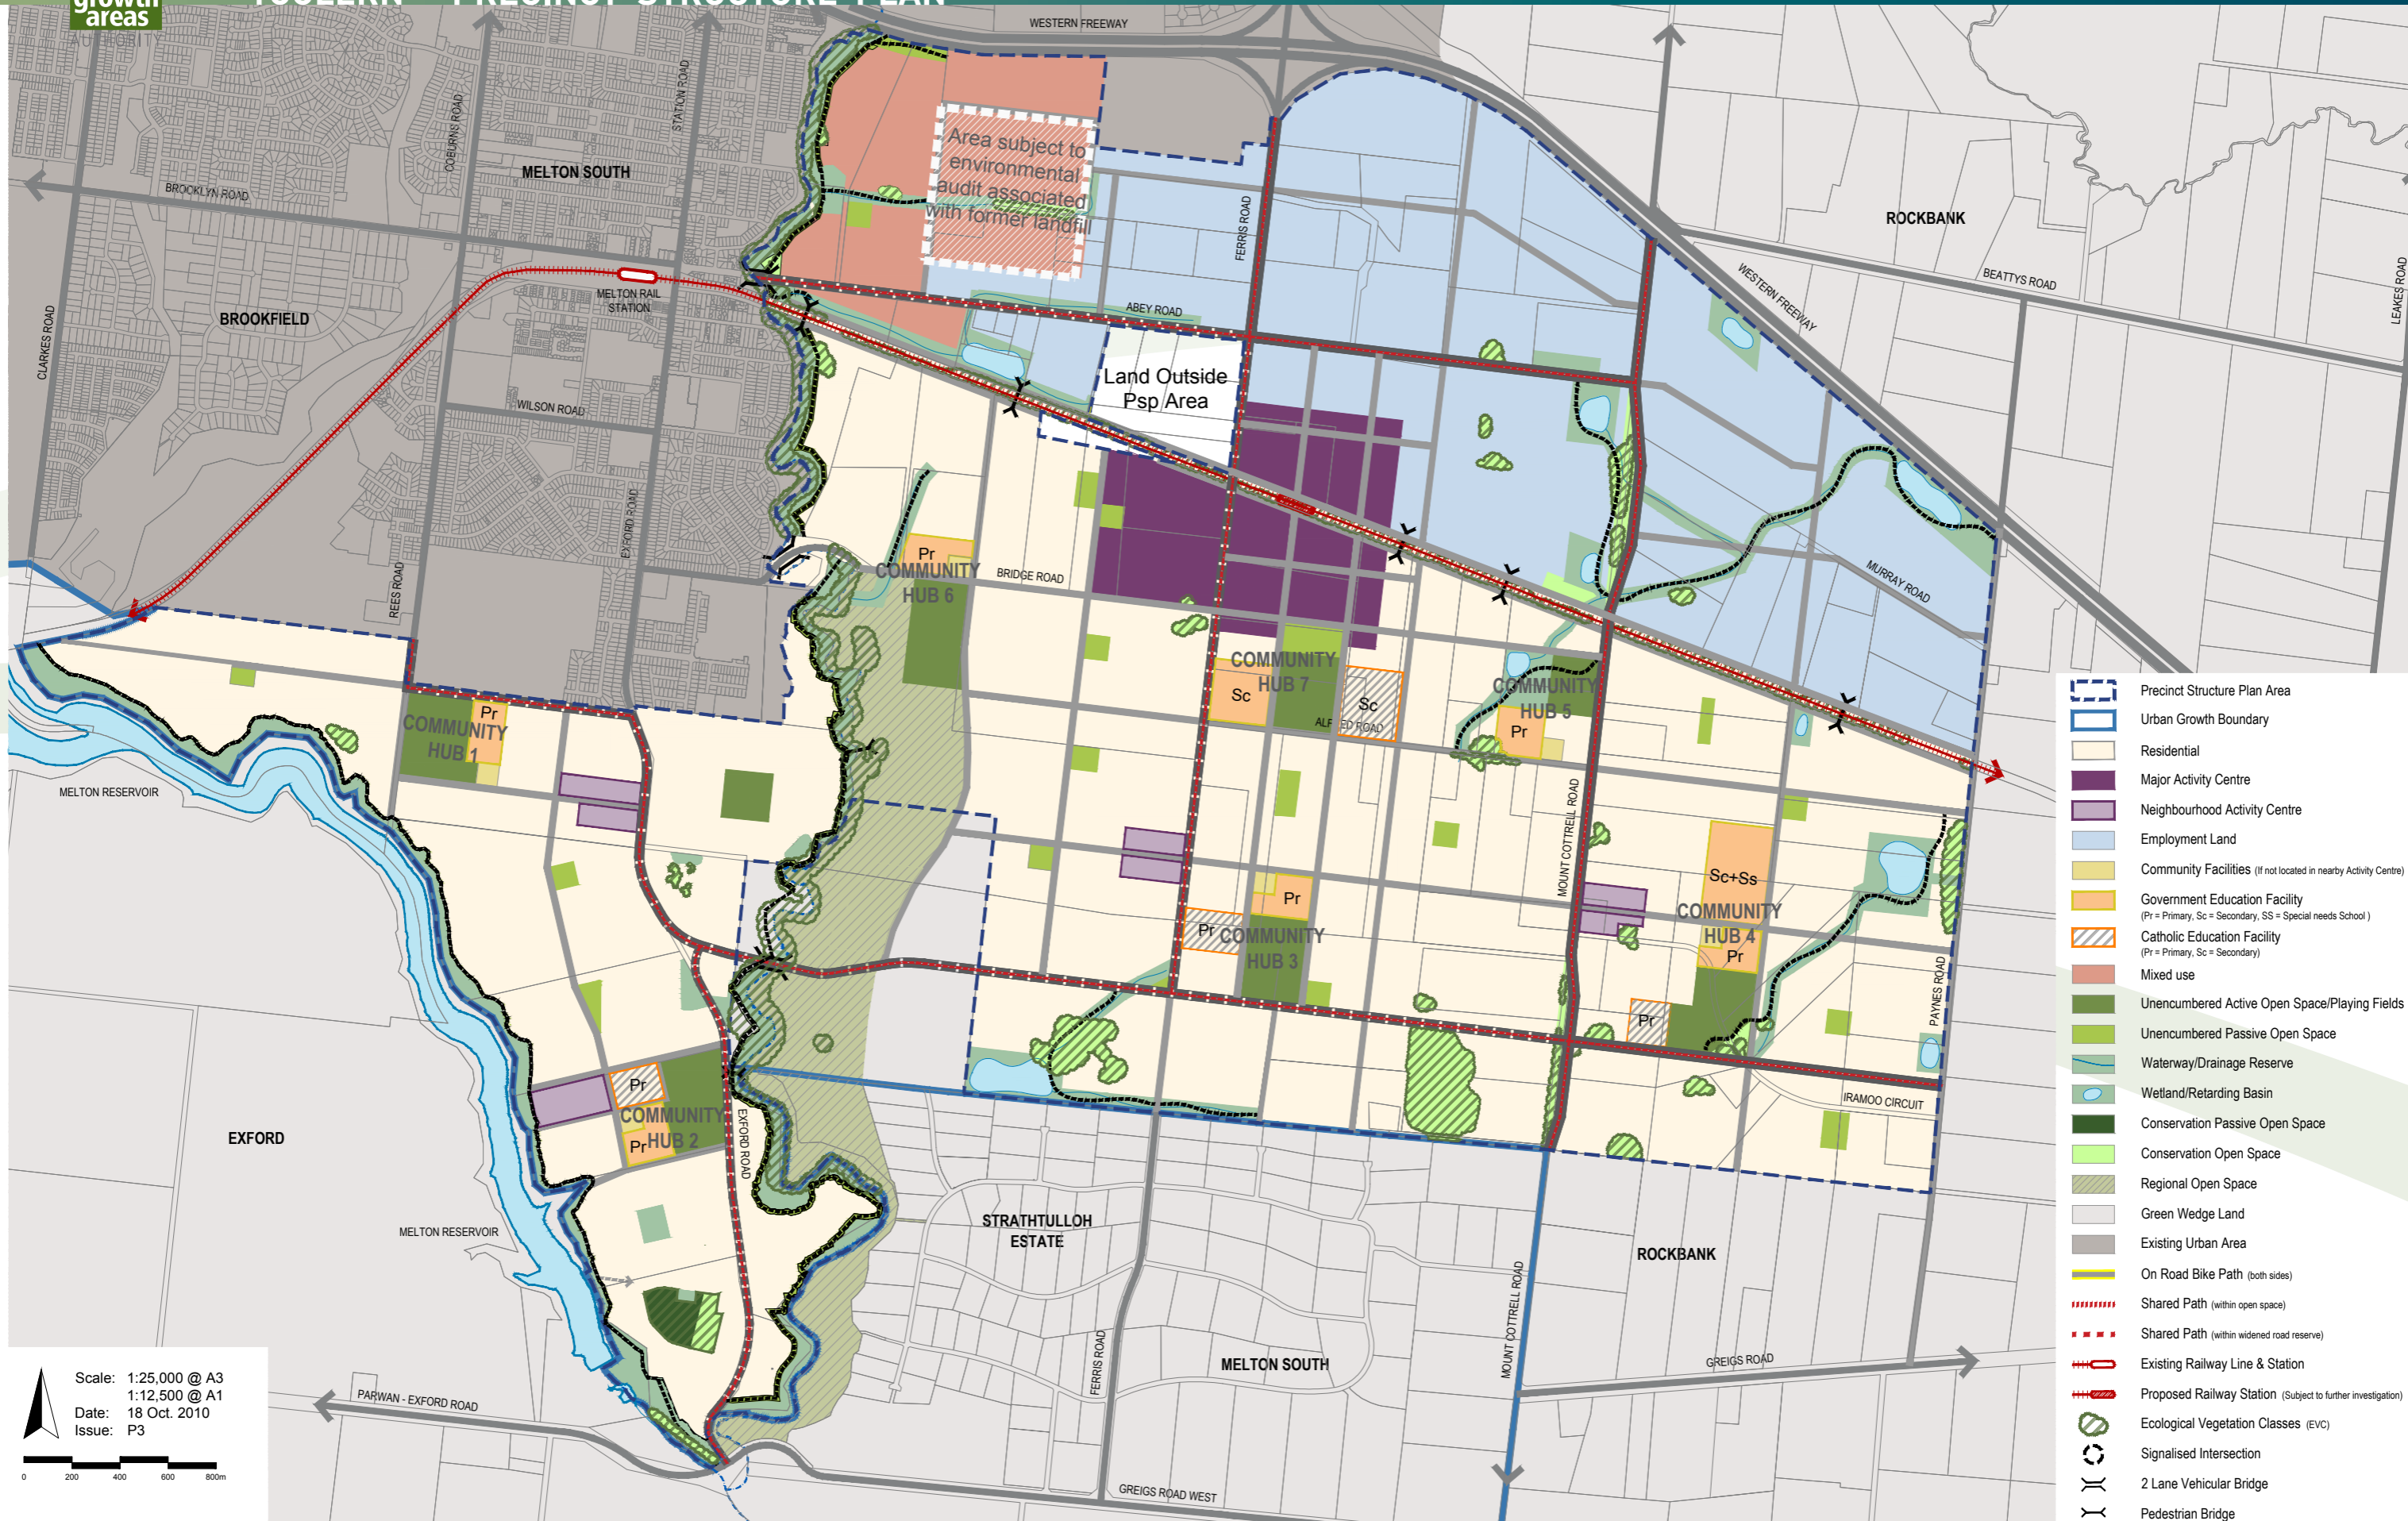 growth
areas
AUTHORITY
TOOLERN - PRECINCT STRUCTURE PLAN
WESTERN FREEWAY
COBURNS ROAD
STATION ROAD
MELTON SOUTH
BROOKLYN ROAD
Area subject to
environmental
audit associated
with former landfill
FERRIS ROAD
ROCKBANK
BEATTYS ROAD
LEAKES ROAD
WESTERN FREEWAY
MELTON RAIL
STATION
BROOKFIELD
CLARKES ROAD
ABEY ROAD
Land Outside
Psp Area
WILSON ROAD
EXFORD ROAD
REES ROAD
Pr
COMMUNITY
HUB 6
BRIDGE ROAD
MURRAY ROAD
COMMUNITY
HUB 7
Sc
Sc
ALFRED ROAD
COMMUNITY
HUB 5
Pr
Pr
COMMUNITY
HUB 1
MELTON RESERVOIR
MOUNT COTTRELL ROAD
Sc+Ss
COMMUNITY
HUB 4
Pr
Pr
Pr
COMMUNITY
HUB 3
Pr
PAYNES ROAD
IRAMOO CIRCUIT
Pr
COMMUNITY
HUB 2
Pr
EXFORD ROAD
EXFORD
MELTON RESERVOIR
STRATHTULLOH
ESTATE
ROCKBANK
MOUNT COTTRELL ROAD
FERRIS ROAD
MELTON SOUTH
GREIGS ROAD
PARWAN - EXFORD ROAD
GREIGS ROAD WEST
Scale: 1:25,000 @ A3
1:12,500 @ A1
Date: 18 Oct. 2010
Issue: P3
0 200 400 600 800m
Precinct Structure Plan Area
Urban Growth Boundary
Residential
Major Activity Centre
Neighbourhood Activity Centre
Employment Land
Community Facilities (If not located in nearby Activity Centre)
Government Education Facility
(Pr = Primary, Sc = Secondary, SS = Special needs School )
Catholic Education Facility
(Pr = Primary, Sc = Secondary)
Mixed use
Unencumbered Active Open Space/Playing Fields
Unencumbered Passive Open Space
Waterway/Drainage Reserve
Wetland/Retarding Basin
Conservation Passive Open Space
Conservation Open Space
Regional Open Space
Green Wedge Land
Existing Urban Area
On Road Bike Path (both sides)
Shared Path (within open space)
Shared Path (within widened road reserve)
Existing Railway Line & Station
Proposed Railway Station (Subject to further investigation)
Ecological Vegetation Classes (EVC)
Signalised Intersection
2 Lane Vehicular Bridge
Pedestrian Bridge